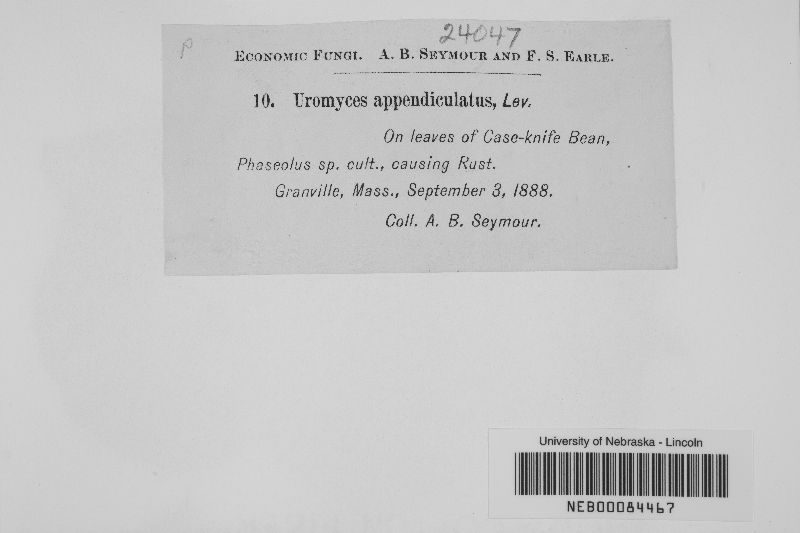 24047
P
ECONOMIC FUNGI. A. B. SEYMOUR AND F. S. EARLE.
10. Uromyces appendiculatus, Lev.
On leaves of Case-knife Bean,
Phaseolus sp. cult., causing Rust.
Granville, Mass., September 3, 1888.
Coll. A. B. Seymour.
University of Nebraska - Lincoln
NEB00084467